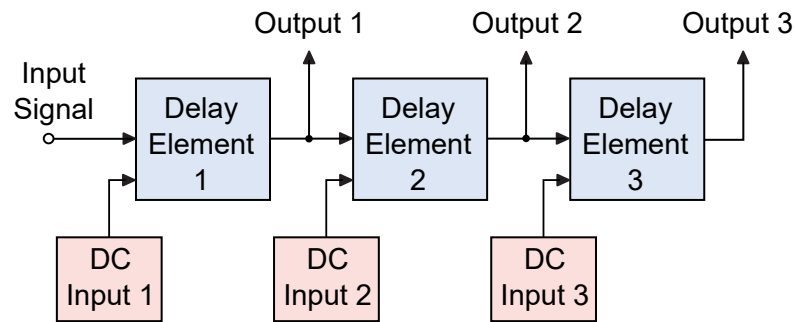 Output 1
Output 2
Output 3
Input
Signal
Delay
Element
1
Delay
Element
2
Delay
Element
3
DC
Input 1
DC
Input 2
DC
Input 3